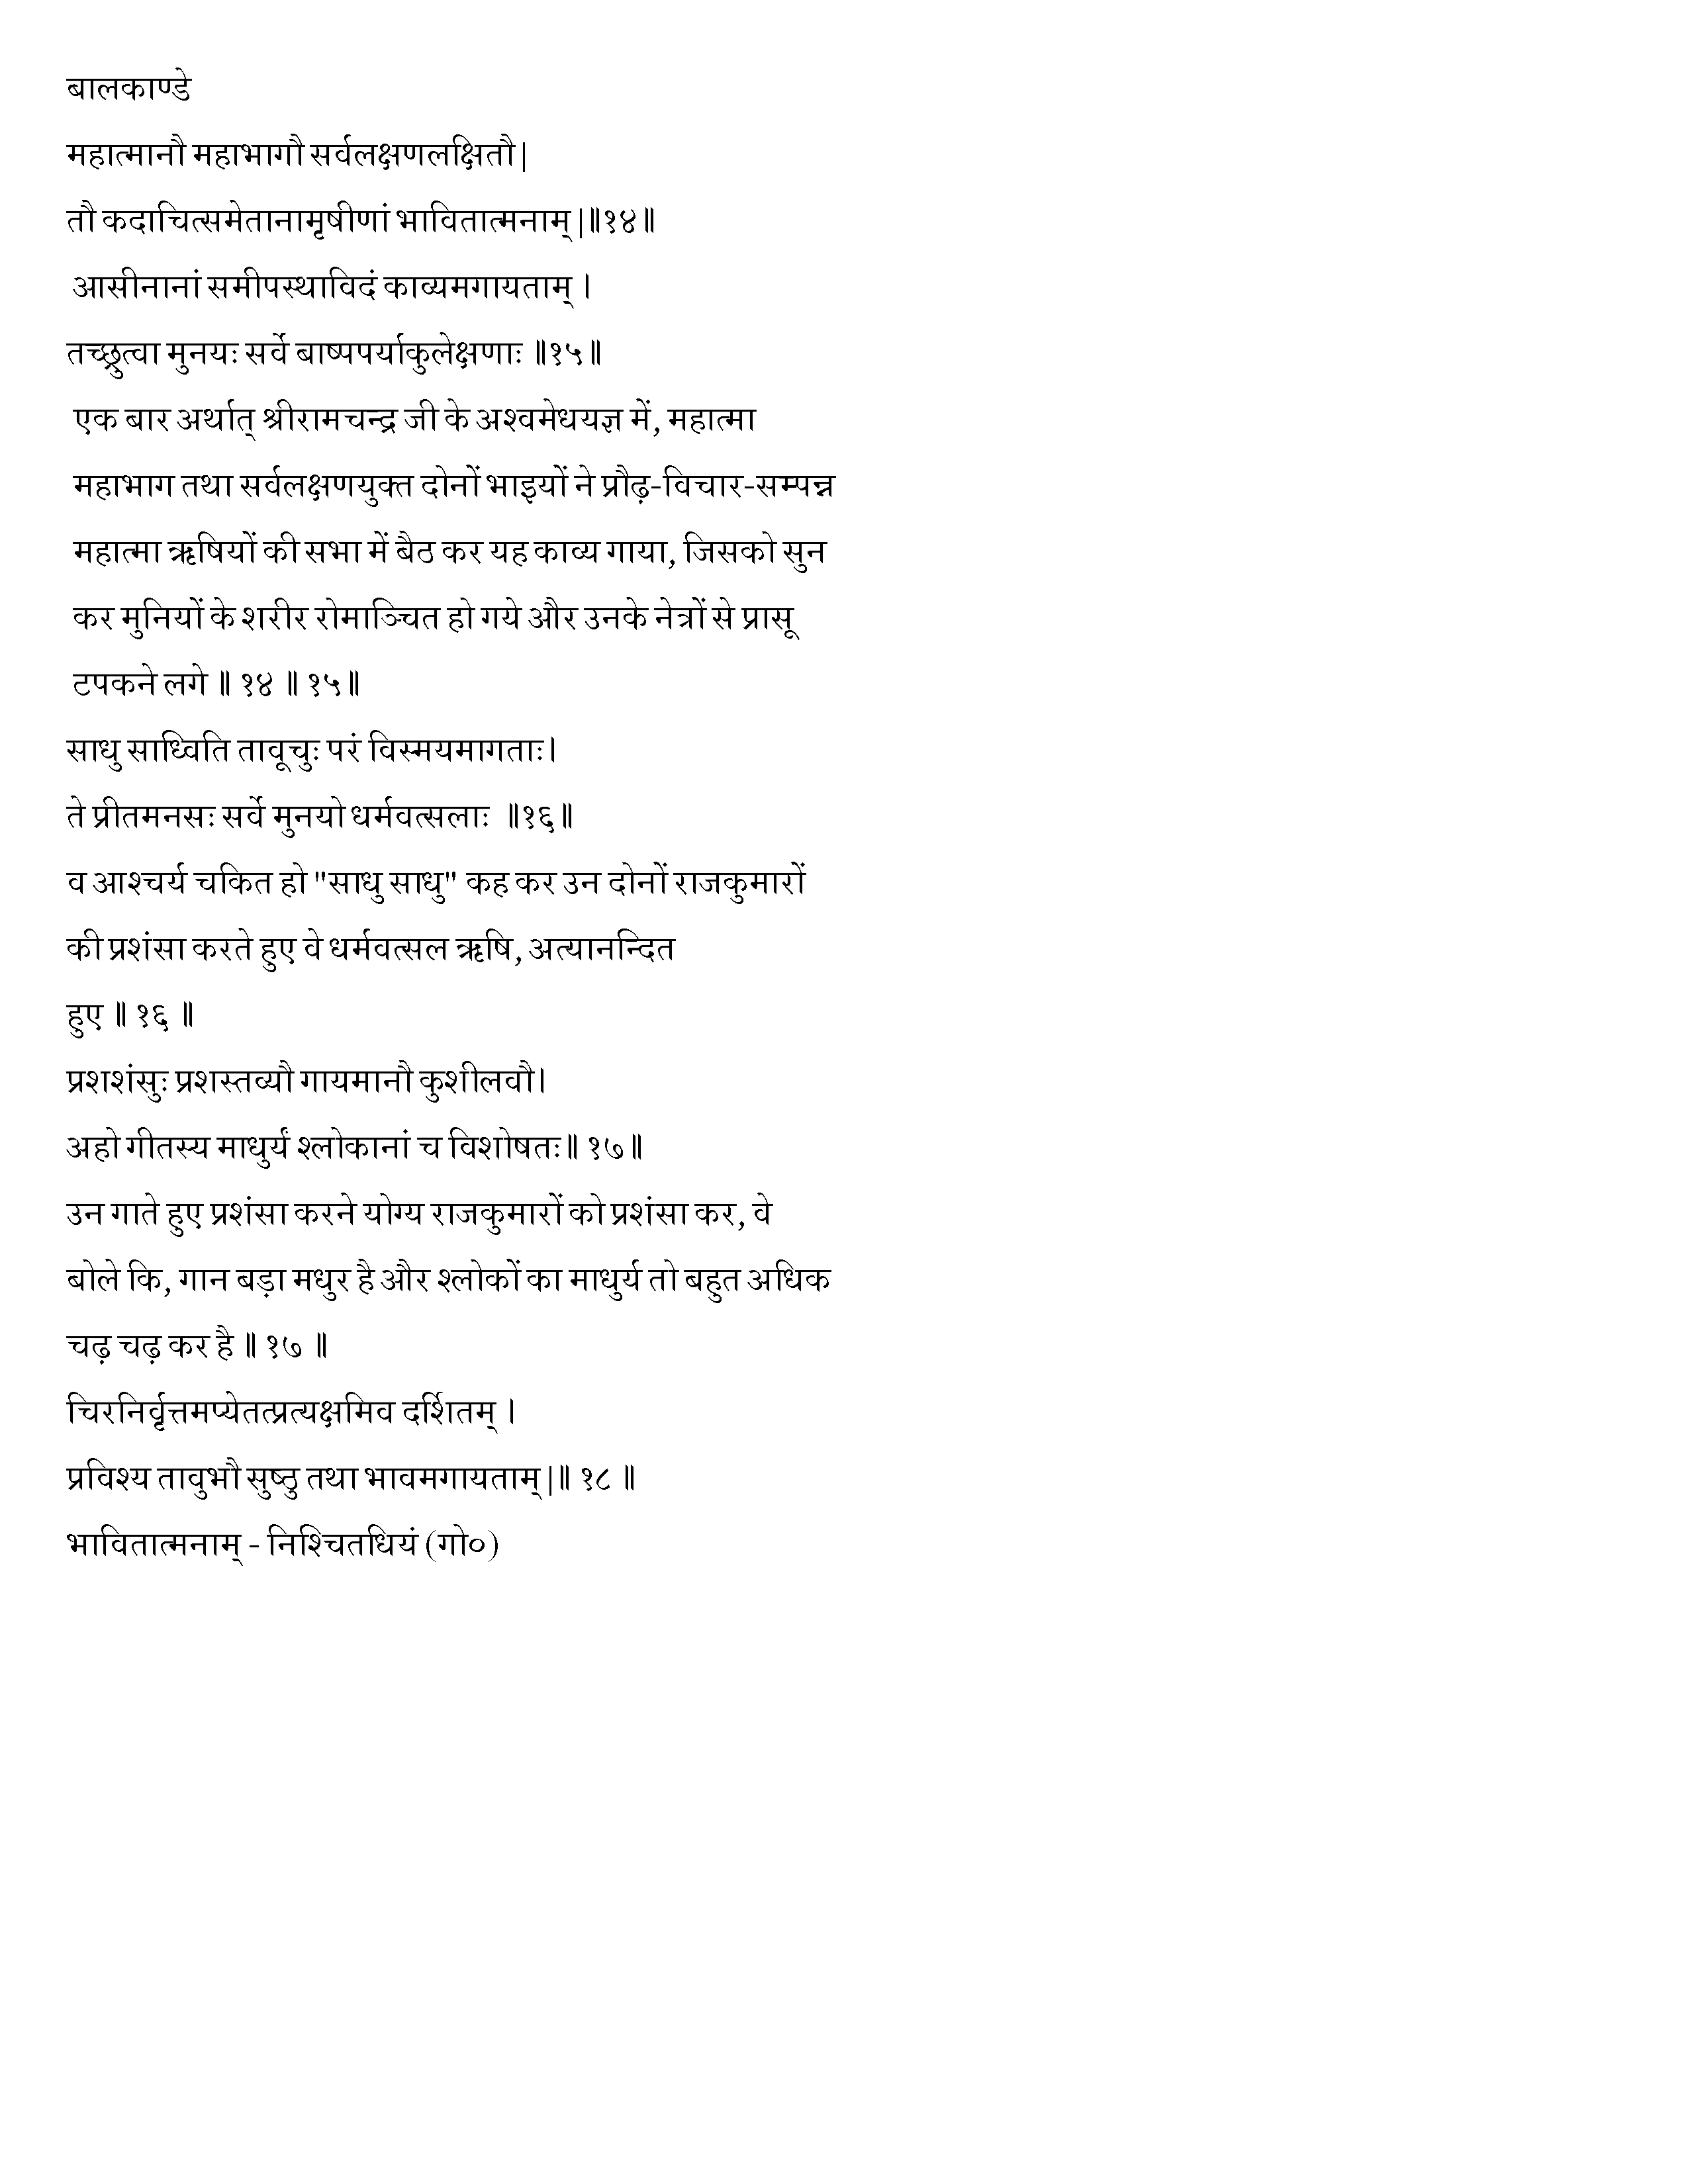 बालकाण्डे
महात्मानौ महाभागौ सर्वलक्षणलक्षितौ|
तौ कदाचित्समेतानामृषीणां भावितात्मनाम्|॥१४॥
आसीनानां समीपस्थाविदं काव्यमगायताम् ।
तच्छ्रुत्वा मुनयः सर्वे बाष्पपर्याकुलेक्षणाः ॥१५॥
एक बार अर्थात् श्रीरामचन्द्र जी के अश्वमेधयज्ञ में, महात्मा
महाभाग तथा सर्वलक्षणयुक्त दोनों भाइयों ने प्रौढ़-विचार-सम्पन्न
महात्मा ऋषियों की सभा में बैठ कर यह काव्य गाया, जिसको सुन
कर मुनियों के शरीर रोमाञ्चित हो गये और उनके नेत्रों से प्रासू
टपकने लगे ॥ १४ ॥ १५॥
साधु साध्विति तावूचुः परं विस्मयमागताः।
ते प्रीतमनसः सर्वे मुनयो धर्मवत्सलाः ॥१६॥
व आश्चर्य चकित हो "साधु साधु" कह कर उन दोनों राजकुमारों
की प्रशंसा करते हुए वे धर्मवत्सल ऋषि, अत्यानन्दित
हुए ॥ १६ ॥
प्रशशंसुः प्रशस्तव्यौ गायमानौ कुशीलवौ।
अहो गीतस्य माधुर्यं श्लोकानां च विशोषतः॥ १७॥
उन गाते हुए प्रशंसा करने योग्य राजकुमारों को प्रशंसा कर, वे
बोले कि, गान बड़ा मधुर है और श्लोकों का माधुर्य तो बहुत अधिक
चढ़ चढ़ कर है ॥ १७ ॥
चिरनिर्वृत्तमप्येतत्प्रत्यक्षमिव दर्शितम् ।
प्रविश्य तावुभौ सुष्ठु तथा भावमगायताम्|॥ १८ ॥
भावितात्मनाम् - निश्चितधियं (गो०)